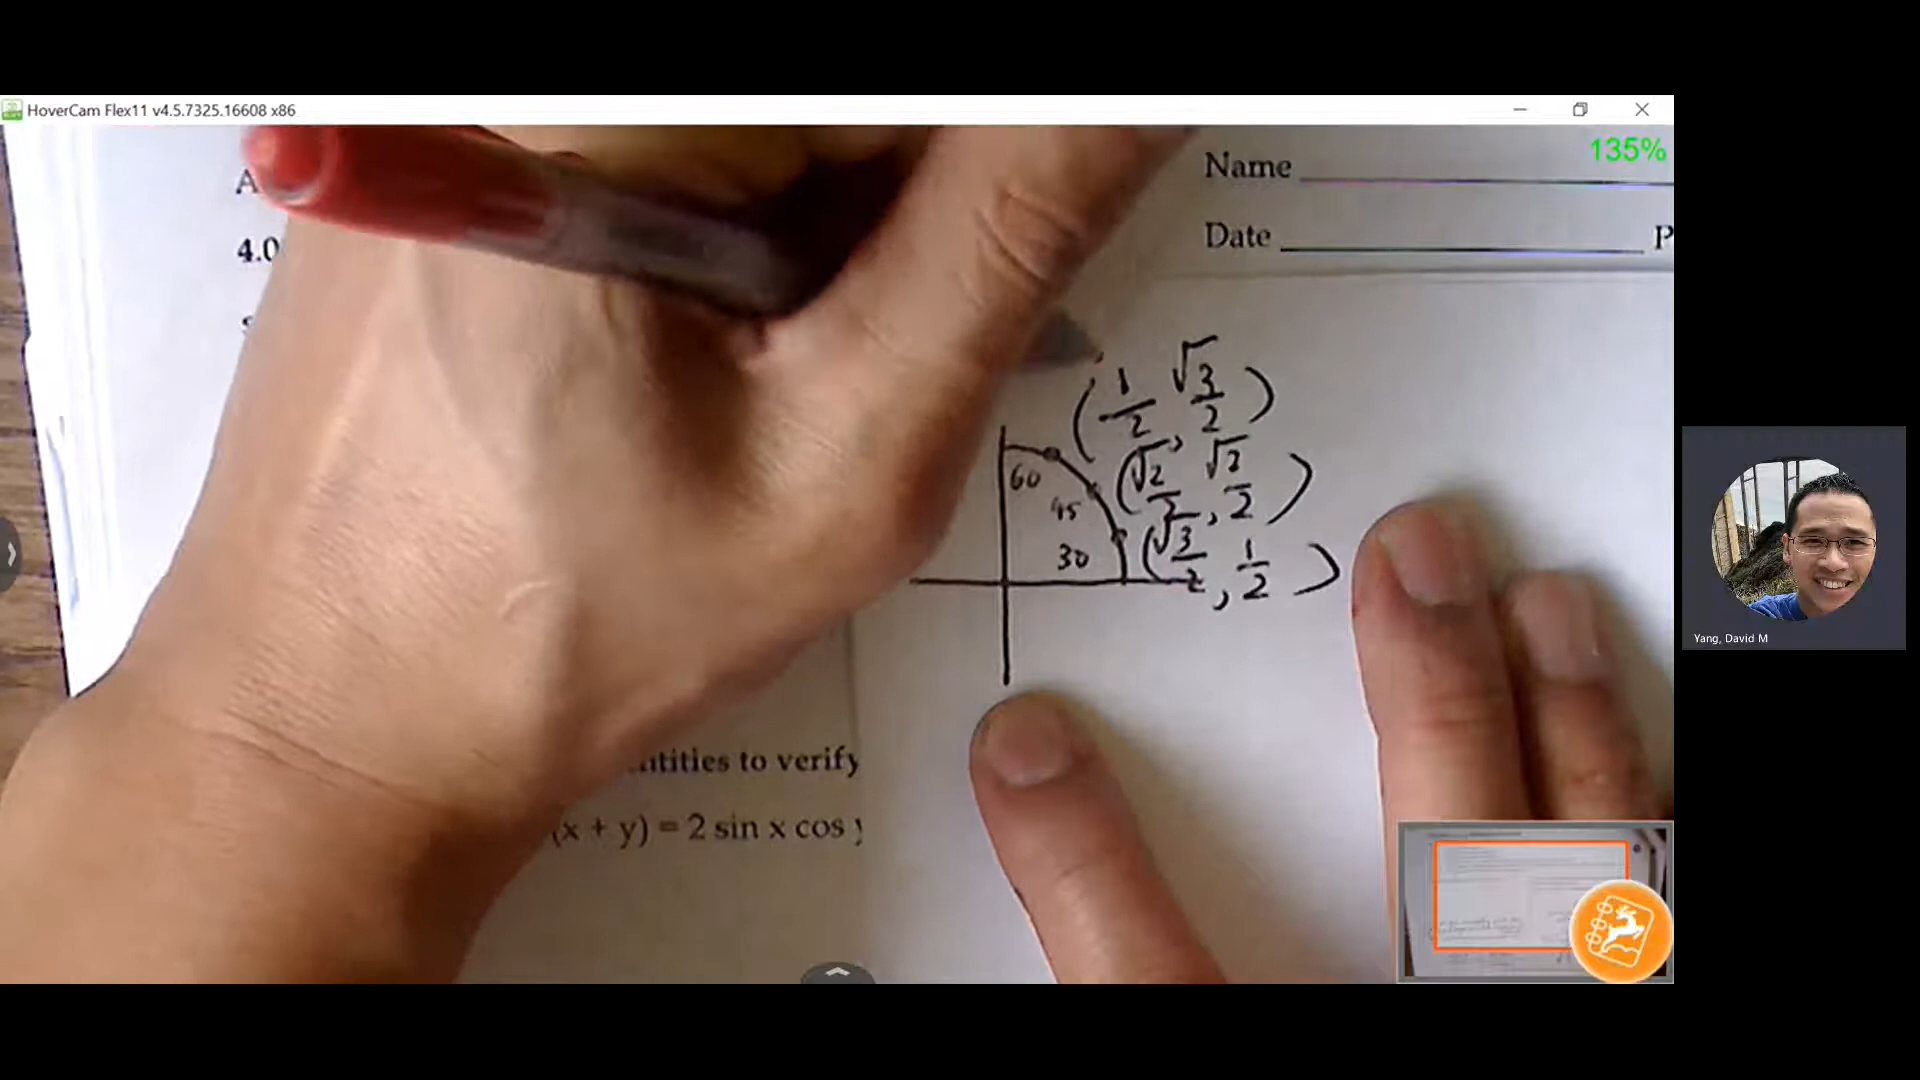 HoverCam Flex11 v4.5.7325.16608 x86
135%
Name
A
Date P
4.0
(1/2, √3/2)
60 (√2/2, √2/2)
45
30 (√3/2, 1/2)
ntities to verify
(x + y) = 2 sin x cos y
Yang, David M